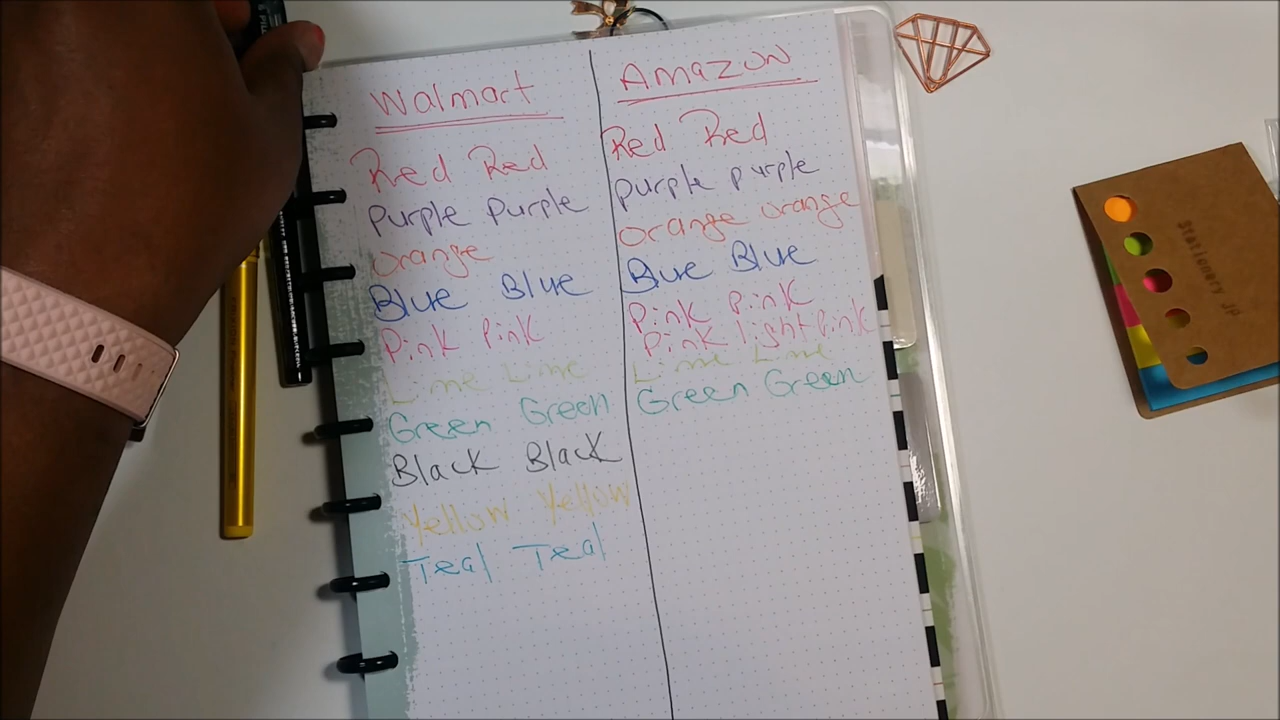 Walmart
Red Red
Purple Purple
Orange
Blue Blue
Pink Pink
Lime Lime
Green Green
Black Black
Yellow Yellow
Teal Teal
Amazon
Red Red
Purple Purple
Orange Orange
Blue Blue
Pink Pink
Pink light Pink
Lime Lime
Green Green
Stationery JP